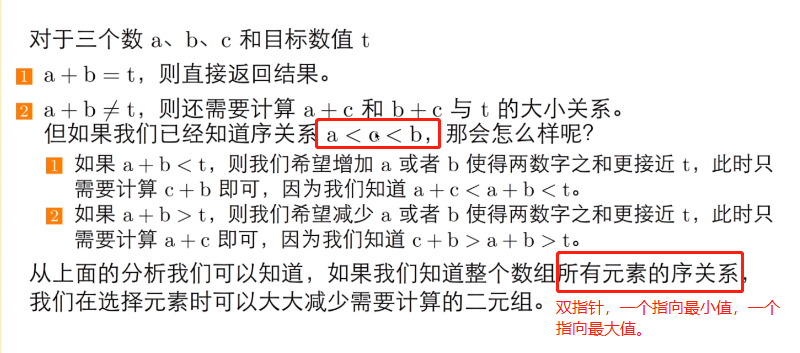 对于三个数 a、b、c 和目标数值 t
1 a + b = t，则直接返回结果。
2 a + b ≠ t，则还需要计算 a + c 和 b + c 与 t 的大小关系。
但如果我们已经知道序关系 a < c < b，那会怎么样呢？
1 如果 a + b < t，则我们希望增加 a 或者 b 使得两数字之和更接近 t，此时只
需要计算 c + b 即可，因为我们知道 a + c < a + b < t。
2 如果 a + b > t，则我们希望减少 a 或者 b 使得两数字之和更接近 t，此时只
需要计算 a + c 即可，因为我们知道 c + b > a + b > t。
从上面的分析我们可以知道，如果我们知道整个数组所有元素的序关系，
我们在选择元素时可以大大减少需要计算的二元组。
双指针，一个指向最小值，一个
指向最大值。